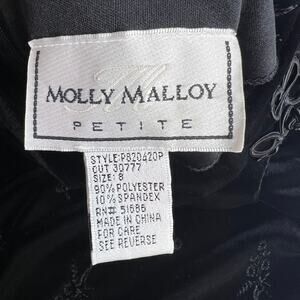 MOLLY MALLOY
PETITE
STYLE:P820420P
CUT 30777
SIZE: 8
90% POLYESTER
10% SPANDEX
RN# 51686
MADE IN CHINA
FOR CARE
SEE REVERSE